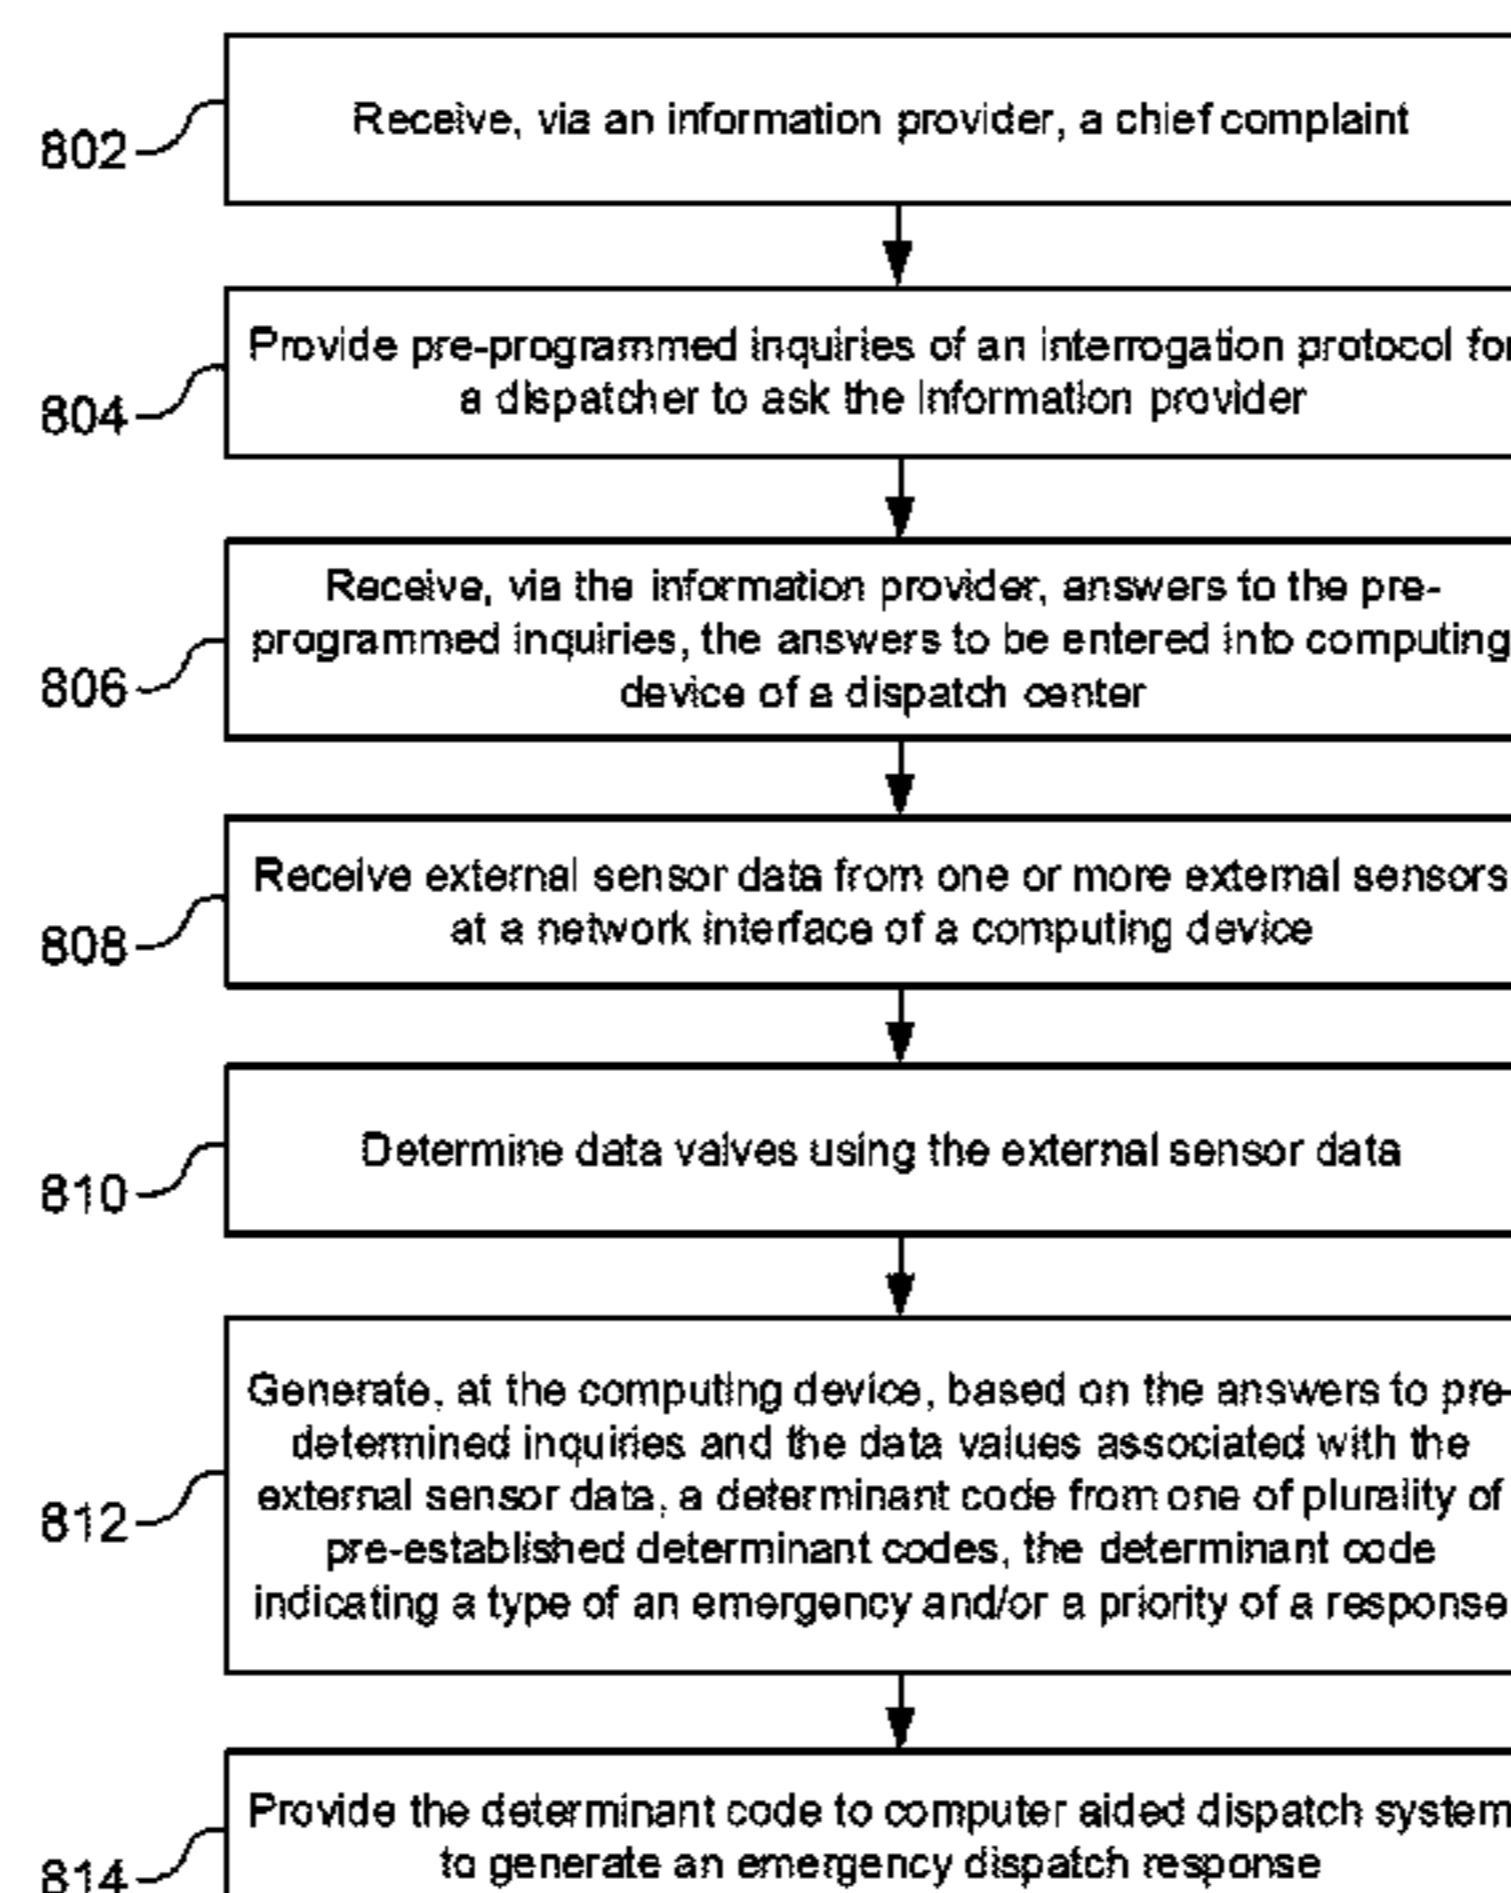 802
Receive, via an information provider, a chief complaint
804
Provide pre-programmed inquiries of an interrogation protocol for
a dispatcher to ask the information provider
806
Receive, via the information provider, answers to the pre-
programmed inquiries, the answers to be entered into computing
device of a dispatch center
808
Receive external sensor data from one or more external sensors
at a network interface of a computing device
810
Determine data valves using the external sensor data
812
Generate, at the computing device, based on the answers to pre-
determined inquiries and the data values associated with the
external sensor data, a determinant code from one of plurality of
pre-established determinant codes, the determinant code
indicating a type of an emergency and/or a priority of a response
814
Provide the determinant code to computer aided dispatch system
to generate an emergency dispatch response